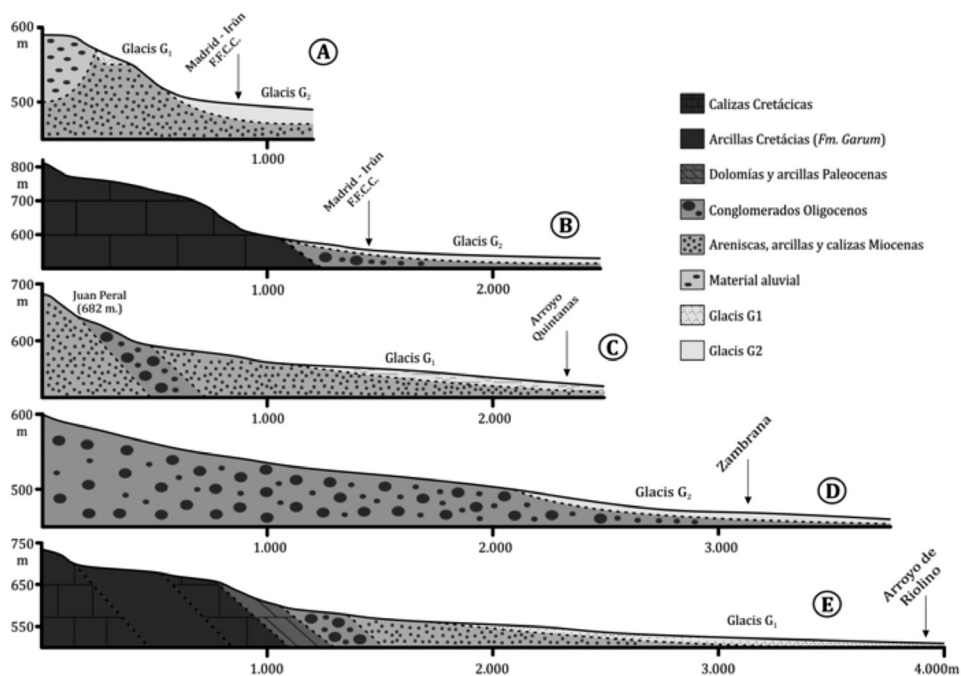 600
m
500
Glacis G1
Madrid - Irún
F.F.C.C.
Glacis G2
A
1.000
800
m
700
600
Madrid - Irún
F.F.C.C.
Glacis G2
B
1.000
2.000
700
m
600
Juan Peral
(682 m.)
Glacis G1
Arroyo
Quintanas
C
1.000
2.000
600
m
500
Glacis G2
Zambrana
D
1.000
2.000
3.000
750
m
650
550
Glacis G1
E
Arroyo de
Riolino
1.000
2.000
3.000
4.000m
Calizas Cretácicas
Arcillas Cretácias (Fm. Garum)
Dolomías y arcillas Paleocenas
Conglomerados Oligocenos
Areniscas, arcillas y calizas Miocenas
Material aluvial
Glacis G1
Glacis G2